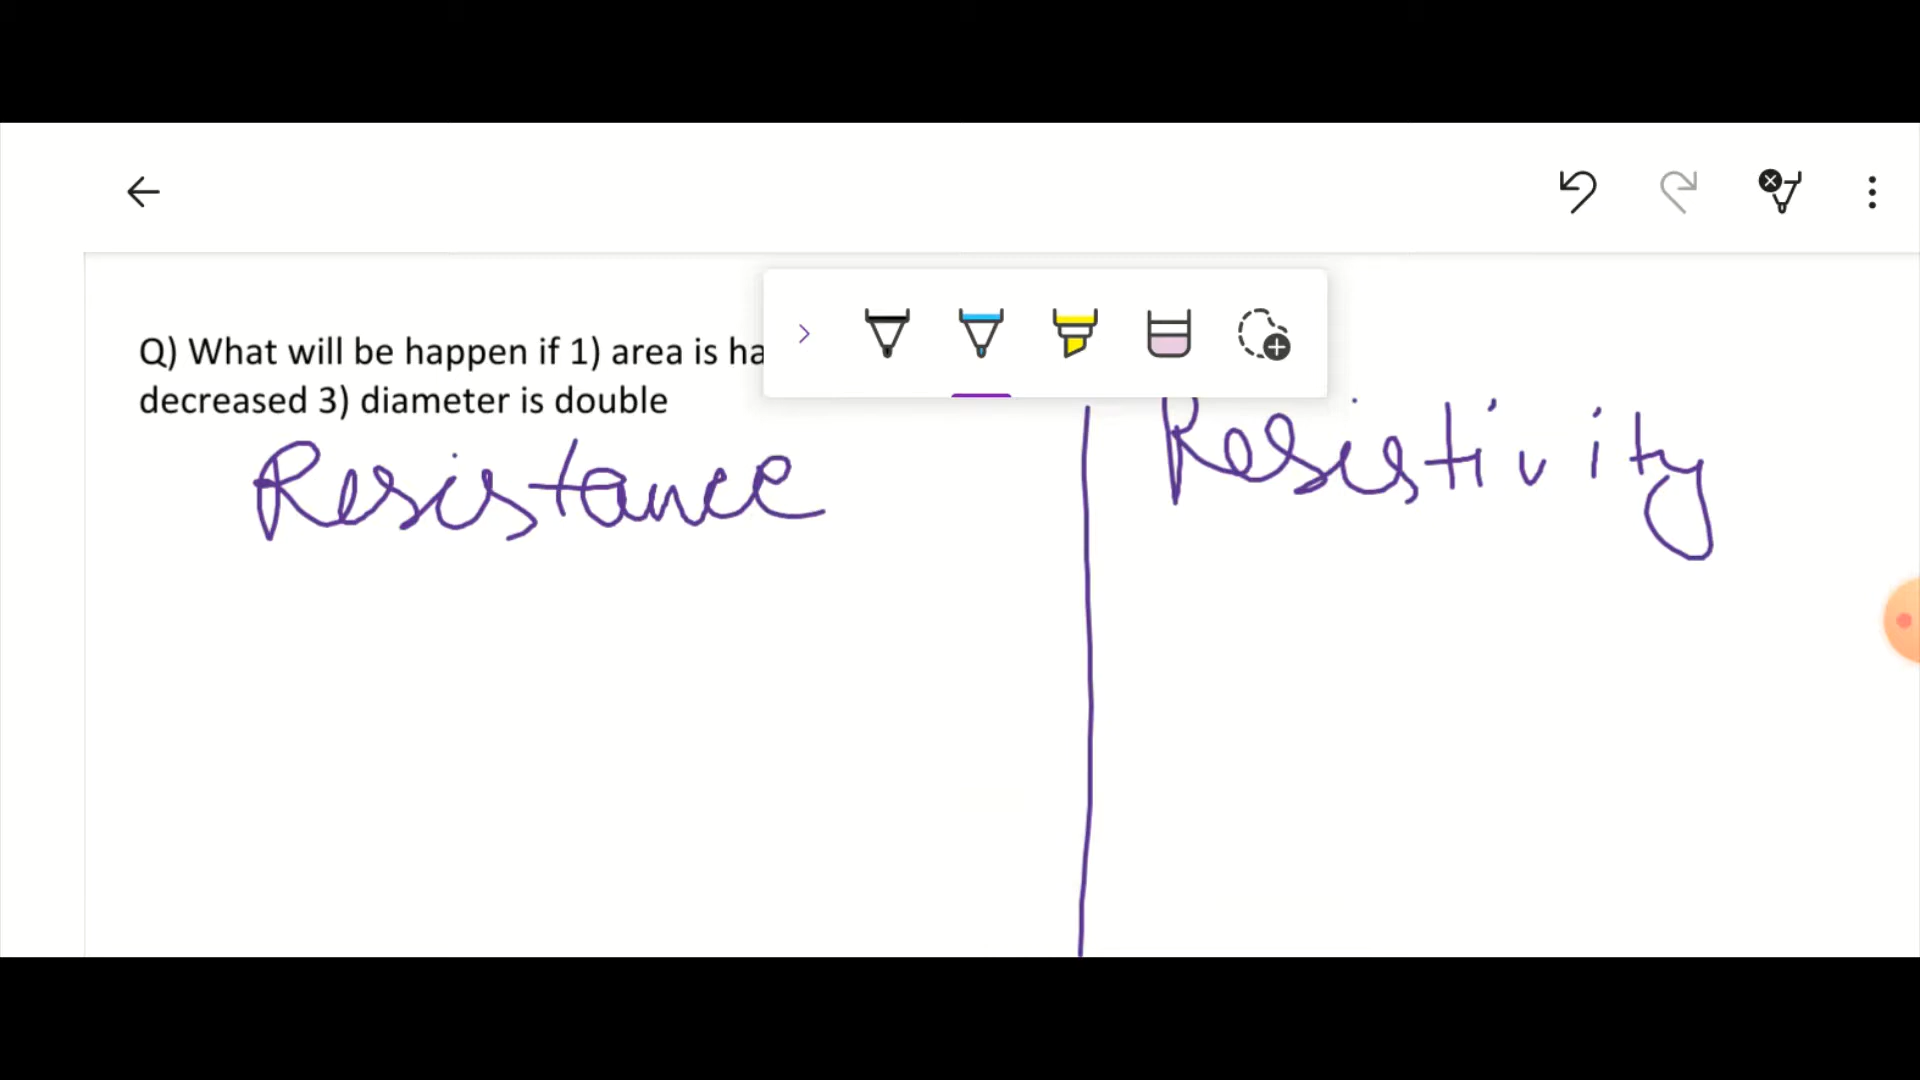 Q) What will be happen if 1) area is ha
decreased 3) diameter is double
Resistance
Resistivity